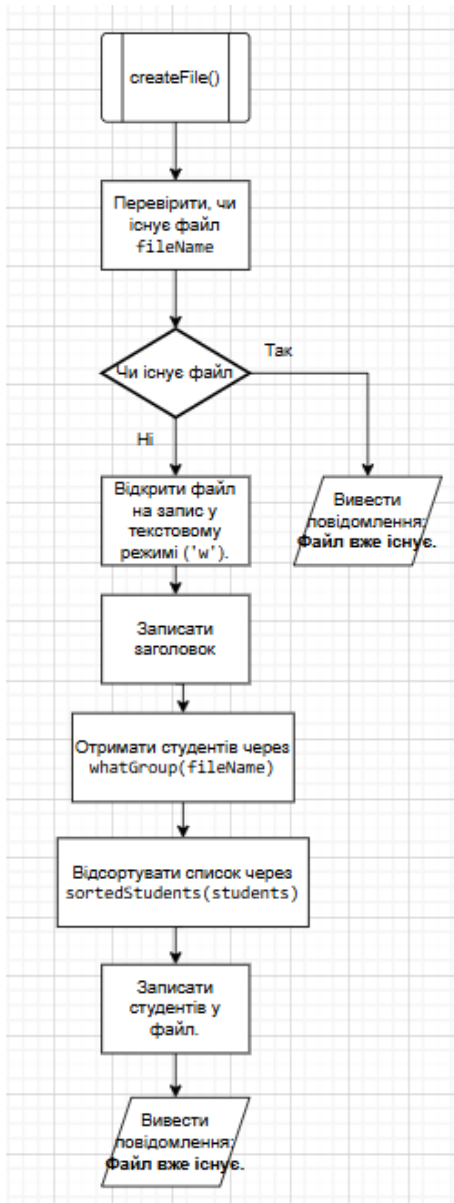 createFile()
Перевірити, чи
існує файл
fileName
Чи існує файл
Так
Ні
Відкрити файл
на запис у
текстовому
режимі ('w').
Вивести
повідомлення:
Файл вже існує.
Записати
заголовок
Отримати студентів через
whatGroup(fileName)
Відсортувати список через
sortedStudents(students)
Записати
студентів у
файл.
Вивести
повідомлення:
Файл вже існує.